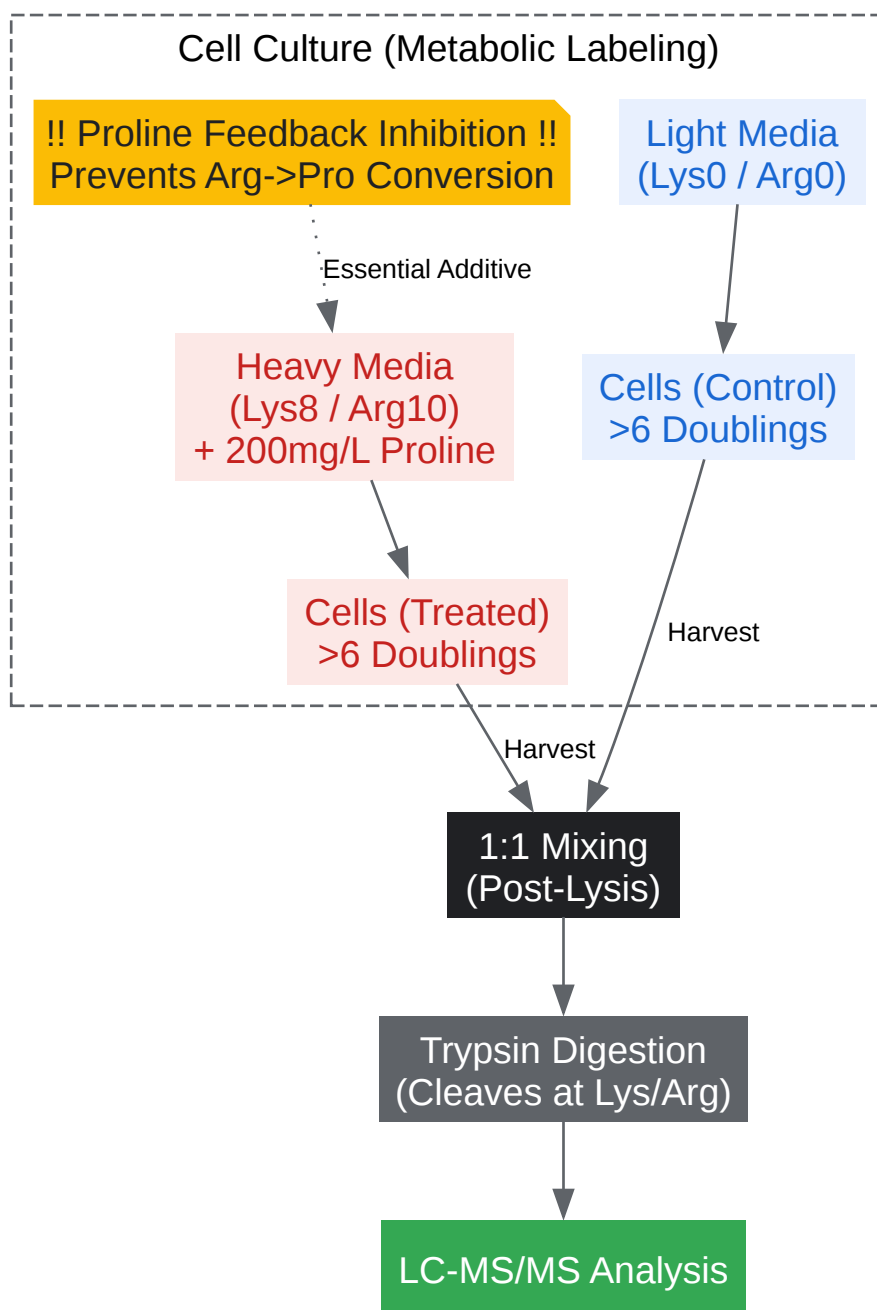 Cell Culture (Metabolic Labeling)
!! Proline Feedback Inhibition !!
Prevents Arg->Pro Conversion
Light Media
(Lys0 / Arg0)
Essential Additive
Heavy Media
(Lys8 / Arg10)
+ 200mg/L Proline
Cells (Control)
>6 Doublings
Cells (Treated)
>6 Doublings
Harvest
Harvest
1:1 Mixing
(Post-Lysis)
Trypsin Digestion
(Cleaves at Lys/Arg)
LC-MS/MS Analysis